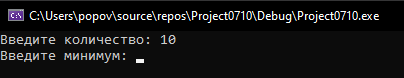 C:\Users\popov\source\repos\Project0710\Debug\Project0710.exe
Введите количество: 10
Введите минимум: